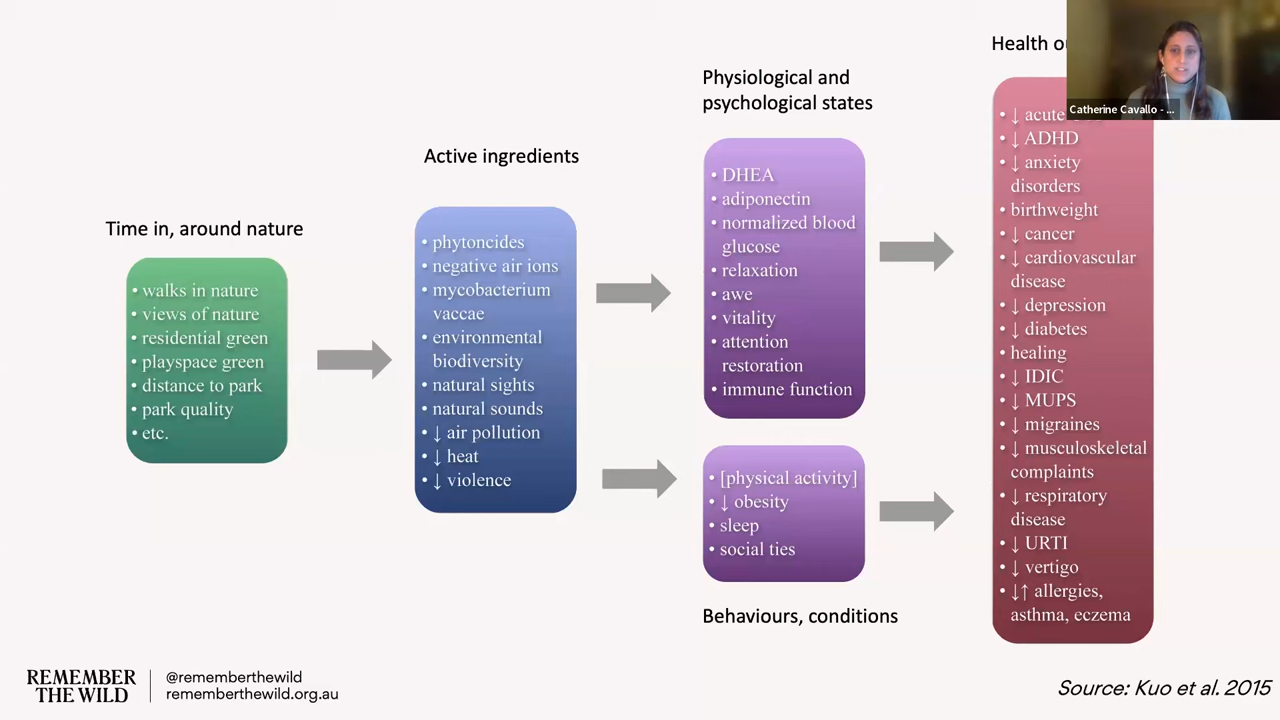 Time in, around nature
• walks in nature
• views of nature
• residential green
• playspace green
• distance to park
• park quality
• etc.
Active ingredients
• phytoncides
• negative air ions
• mycobacterium
vaccae
• environmental
biodiversity
• natural sights
• natural sounds
• ↓ air pollution
• ↓ heat
• ↓ violence
Physiological and
psychological states
• DHEA
• adiponectin
• normalized blood
glucose
• relaxation
• awe
• vitality
• attention
restoration
• immune function
• [physical activity]
• ↓ obesity
• sleep
• social ties
Behaviours, conditions
Health
• ↓ acute
• ↓ ADHD
• ↓ anxiety
disorders
• birthweight
• ↓ cancer
• ↓ cardiovascular
disease
• ↓ depression
• ↓ diabetes
• healing
• ↓ IDIC
• ↓ MUPS
• ↓ migraines
• ↓ musculoskeletal
complaints
• ↓ respiratory
disease
• ↓ URTI
• ↓ vertigo
• ↓↑ allergies,
asthma, eczema
Catherine Cavallo - ...
REMEMBER
THE WILD
@rememberthewild
rememberthewild.org.au
Source: Kuo et al. 2015